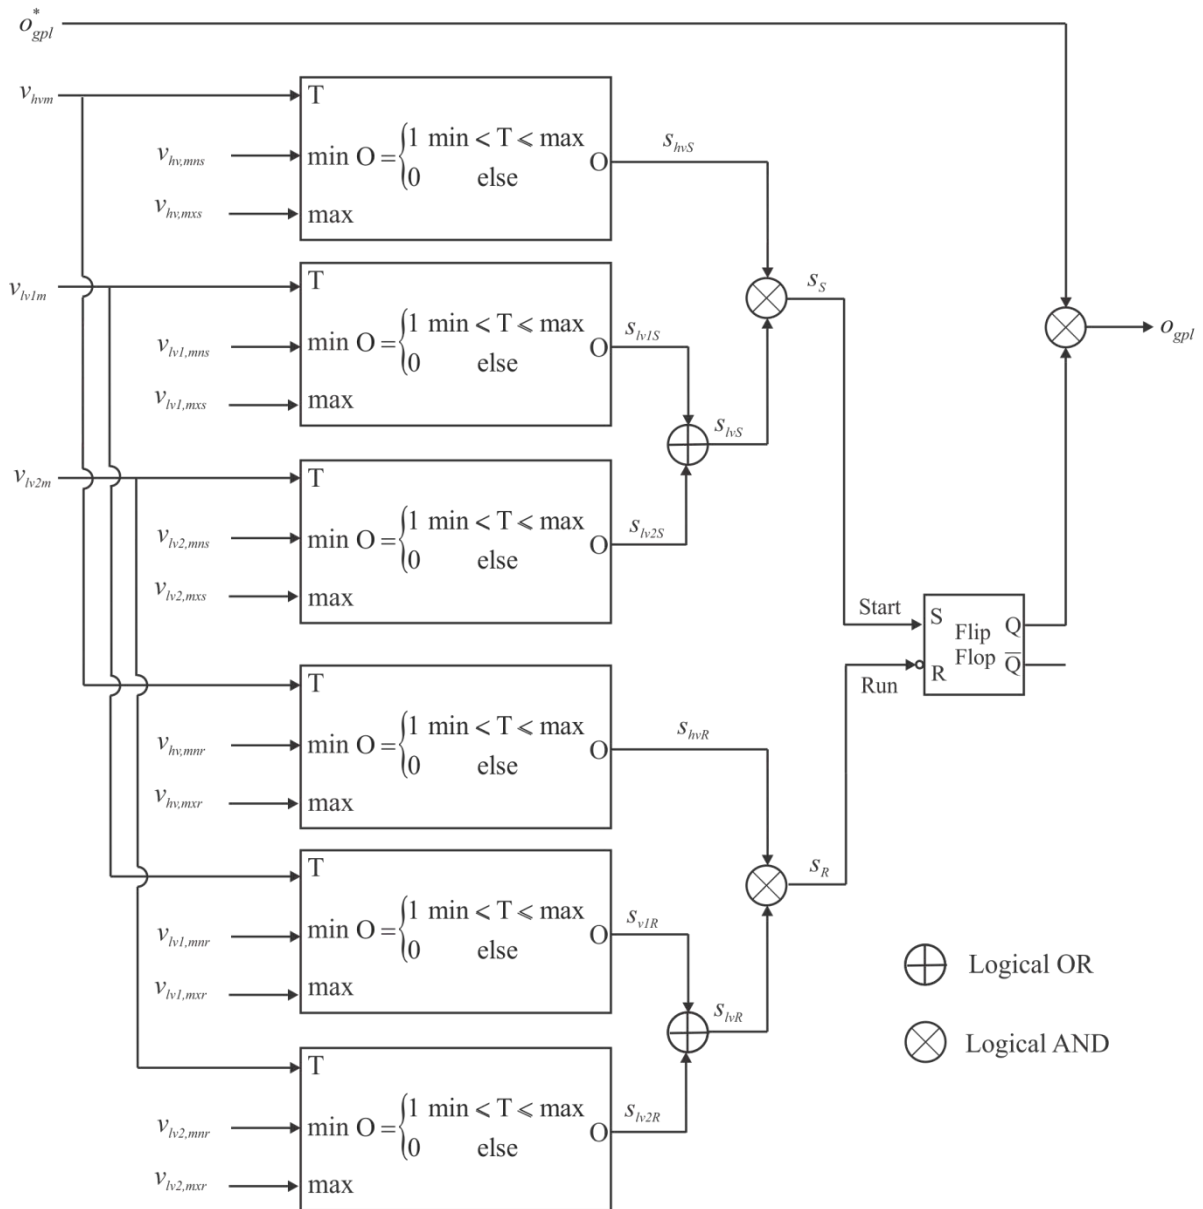 o*gpl
vhvm
T
vhv,mns
min O = {1 min < T ⩽ max
0 else
O
shvS
vhv,mxs
max
vlv1m
T
vlv1,mns
min O = {1 min < T ⩽ max
0 else
O
slv1S
vlv1,mxs
max
slvS
sS
ogpl
vlv2m
T
vlv2,mns
min O = {1 min < T ⩽ max
0 else
O
slv2S
vlv2,mxs
max
Start
S Flip Q
Flop Q̅
R
Run
T
vhv,mnr
min O = {1 min < T ⩽ max
0 else
O
shvR
vhv,mxr
max
T
vlv1,mnr
min O = {1 min < T ⩽ max
0 else
O
sv1R
vlv1,mxr
max
slvR
sR
T
vlv2,mnr
min O = {1 min < T ⩽ max
0 else
O
slv2R
vlv2,mxr
max
Logical OR
Logical AND